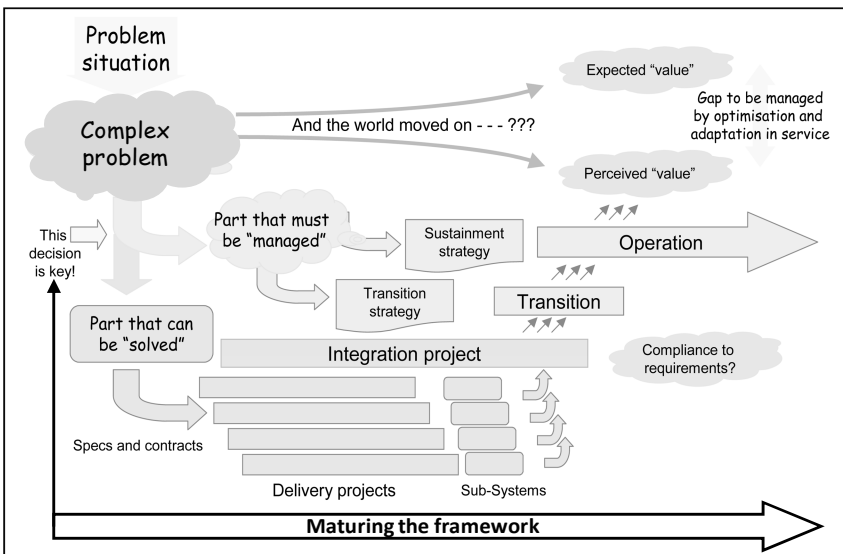 Problem
situation
Expected “value”
Complex
problem
And the world moved on - - - ???
Gap to be managed
by optimisation and
adaptation in service
Perceived “value”
This
decision
is key!
Part that must
be “managed”
Sustainment
strategy
Operation
Transition
strategy
Transition
Part that can
be “solved”
Integration project
Compliance to
requirements?
Specs and contracts
Delivery projects
Sub-Systems
Maturing the framework